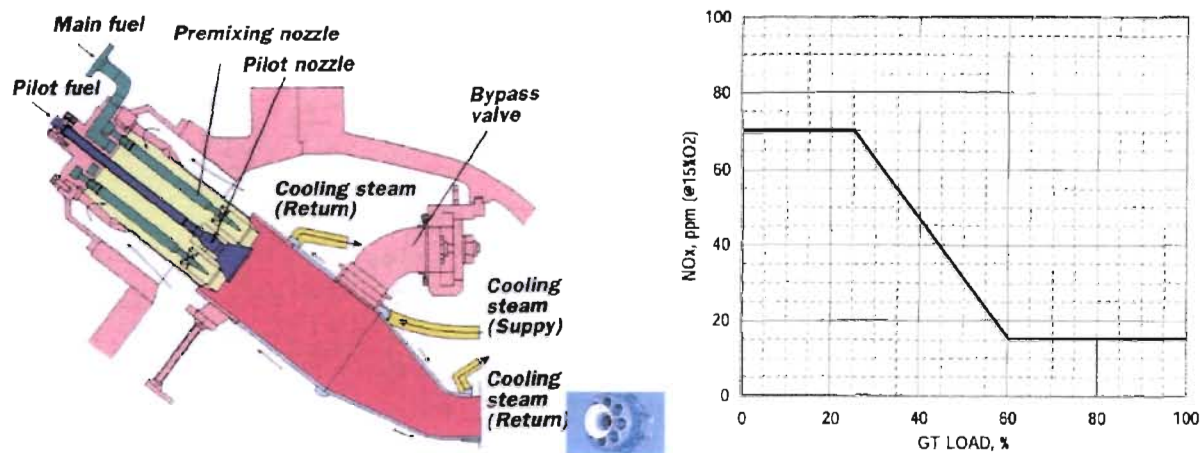 Main fuel
Premixing nozzle
Pilot nozzle
Pilot fuel
Bypass
valve
Cooling steam
(Return)
Cooling
steam
(Suppy)
Cooling
steam
(Return)
100
80
60
40
20
0
NOx, ppm (@15%O2)
0 20 40 60 80 100
GT LOAD, %